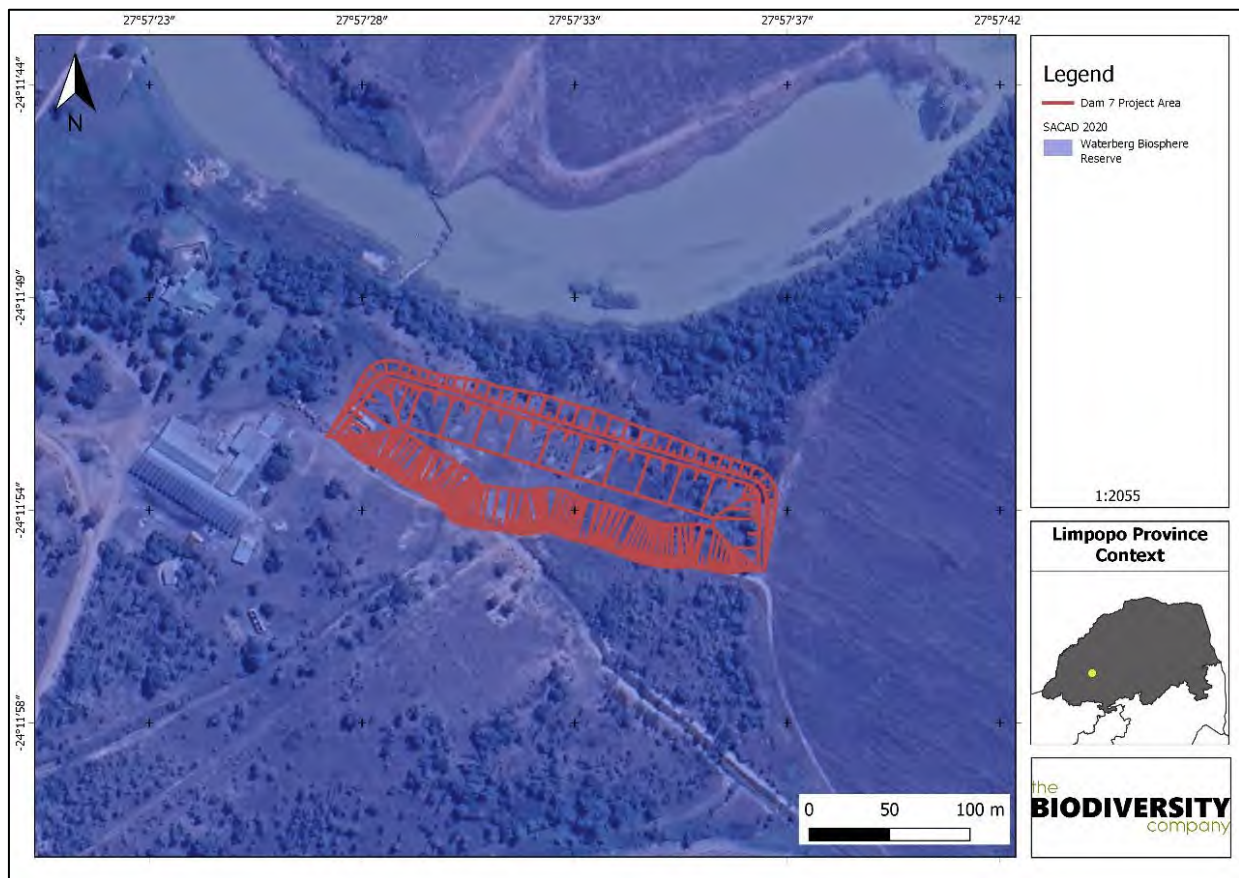 27°57'23″ 27°57'28″ 27°57'33″ 27°57'37″ 27°57'42″
-24°11'44″
-24°11'49″
-24°11'54″
-24°11'58″
N
0 50 100 m
Legend
Dam 7 Project Area
SACAD 2020
Waterberg Biosphere
Reserve
1:2055
Limpopo Province
Context
the
BIODIVERSITY
company